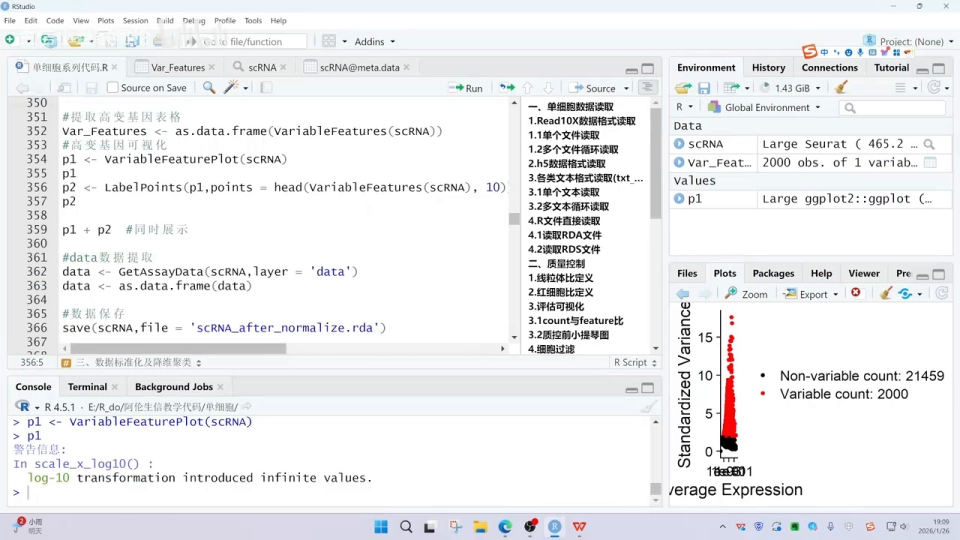 RStudio
File Edit Code View Plots Session Build Debug Profile Tools Help
Go to file/function
Addins
Project: (None)
单细胞系列代码.R
Var_Features
scRNA
scRNA@meta.data
Source on Save
Run
Source
350
351 #提取高变基因表格
352 Var_Features <- as.data.frame(VariableFeatures(scRNA))
353 #高变基因可视化
354 p1 <- VariableFeaturePlot(scRNA)
355 p1
356 p2 <- LabelPoints(p1,points = head(VariableFeatures(scRNA), 10)
357 p2
358
359 p1 + p2 #同时展示
360
361 #data数据提取
362 data <- GetAssayData(scRNA,layer = 'data')
363 data <- as.data.frame(data)
364
365 #数据保存
366 save(scRNA,file = 'scRNA_after_normalize.rda')
367
356:5
三、数据标准化及降维聚类
R Script
一、单细胞数据读取
1.Read10X数据格式读取
1.1单个文件读取
1.2多个文件循环读取
2.h5数据格式读取
3.各类文本格式读取(txt_...
3.1单个文本读取
3.2多文本循环读取
4.R文件直接读取
4.1读取RDA文件
4.2读取RDS文件
二、质量控制
1.线粒体比定义
2.红细胞比定义
3.评估可视化
3.1count与feature比
3.2质控前小提琴图
4.细胞过滤
Console
Terminal
Background Jobs
R 4.5.1 · E:/R_do/阿伦生信教学代码/单细胞/
> p1 <- VariableFeaturePlot(scRNA)
> p1
警告信息:
In scale_x_log10() :
log-10 transformation introduced infinite values.
>
Environment
History
Connections
Tutorial
1.43 GiB
R
Global Environment
Data
scRNA Large Seurat ( 465.2 ...
Var_Feat... 2000 obs. of 1 variab...
Values
p1 Large ggplot2::ggplot (...
Files
Plots
Packages
Help
Viewer
Pre
Zoom
Export
Standardized Variance
15
10
5
0
Non-variable count: 21459
Variable count: 2000
verage Expression
小雨
明天
19:09
2026/1/26